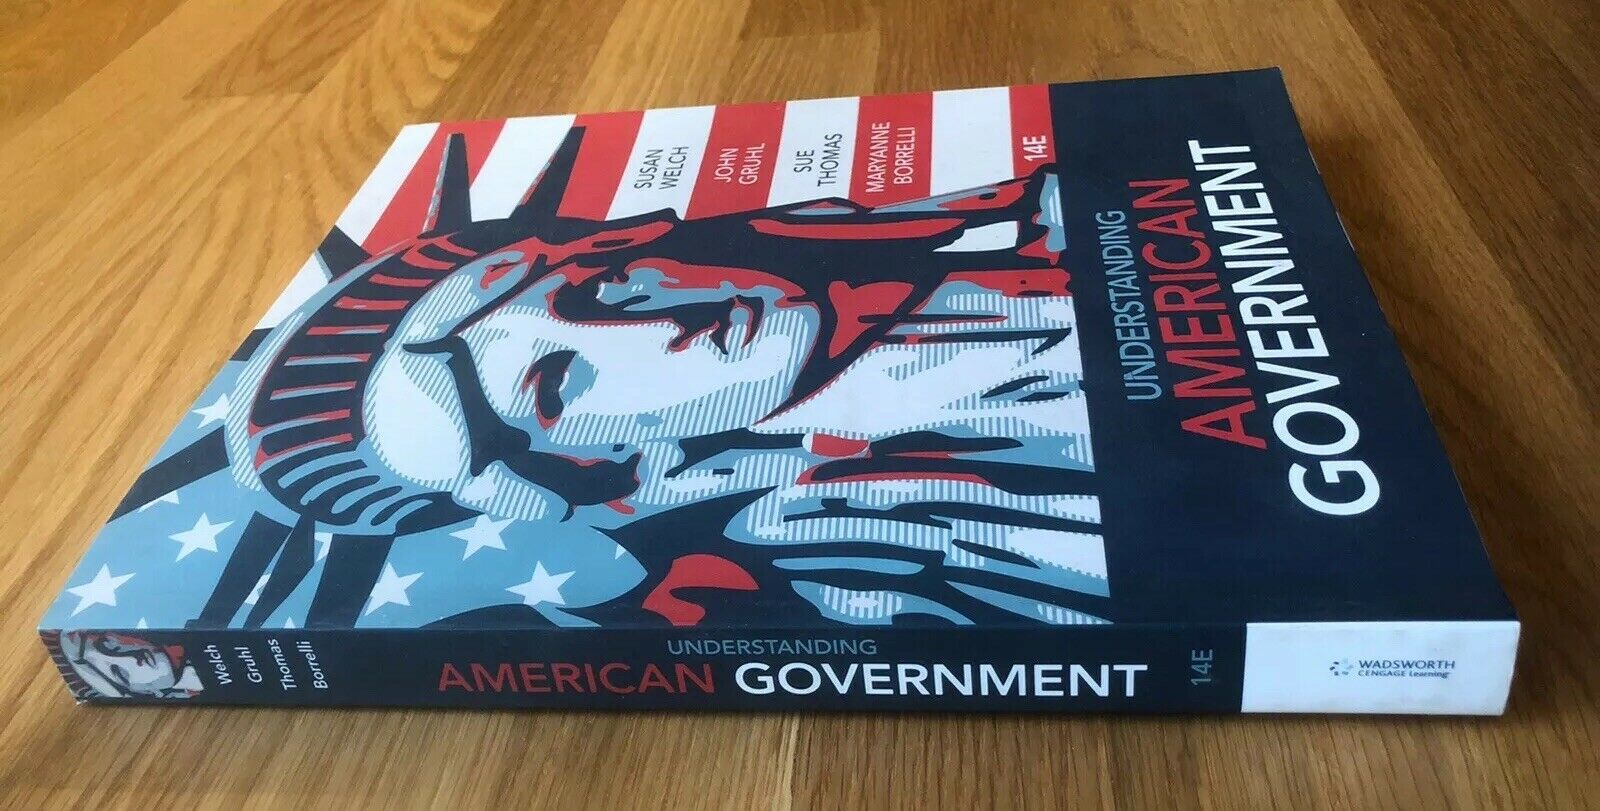 SUSAN
WELCH
JOHN
GRUHL
SUE
THOMAS
MARYANNE
BORRELLI
14E
UNDERSTANDING
AMERICAN
GOVERNMENT
Welch
Gruhl
Thomas
Borrelli
UNDERSTANDING
AMERICAN GOVERNMENT
14E
WADSWORTH
CENGAGE Learning™